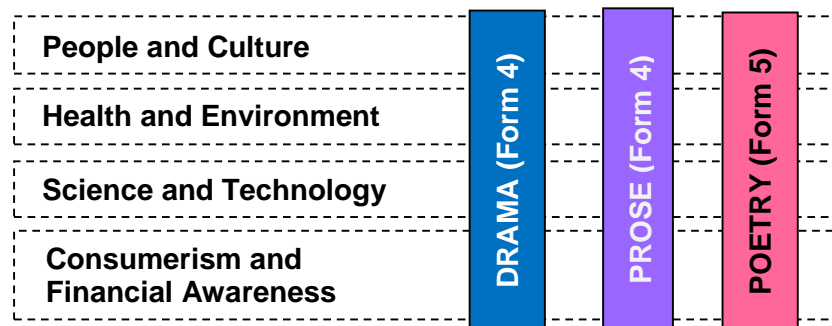 People and Culture
Health and Environment
Science and Technology
Consumerism and
Financial Awareness
DRAMA (Form 4)
PROSE (Form 4)
POETRY (Form 5)